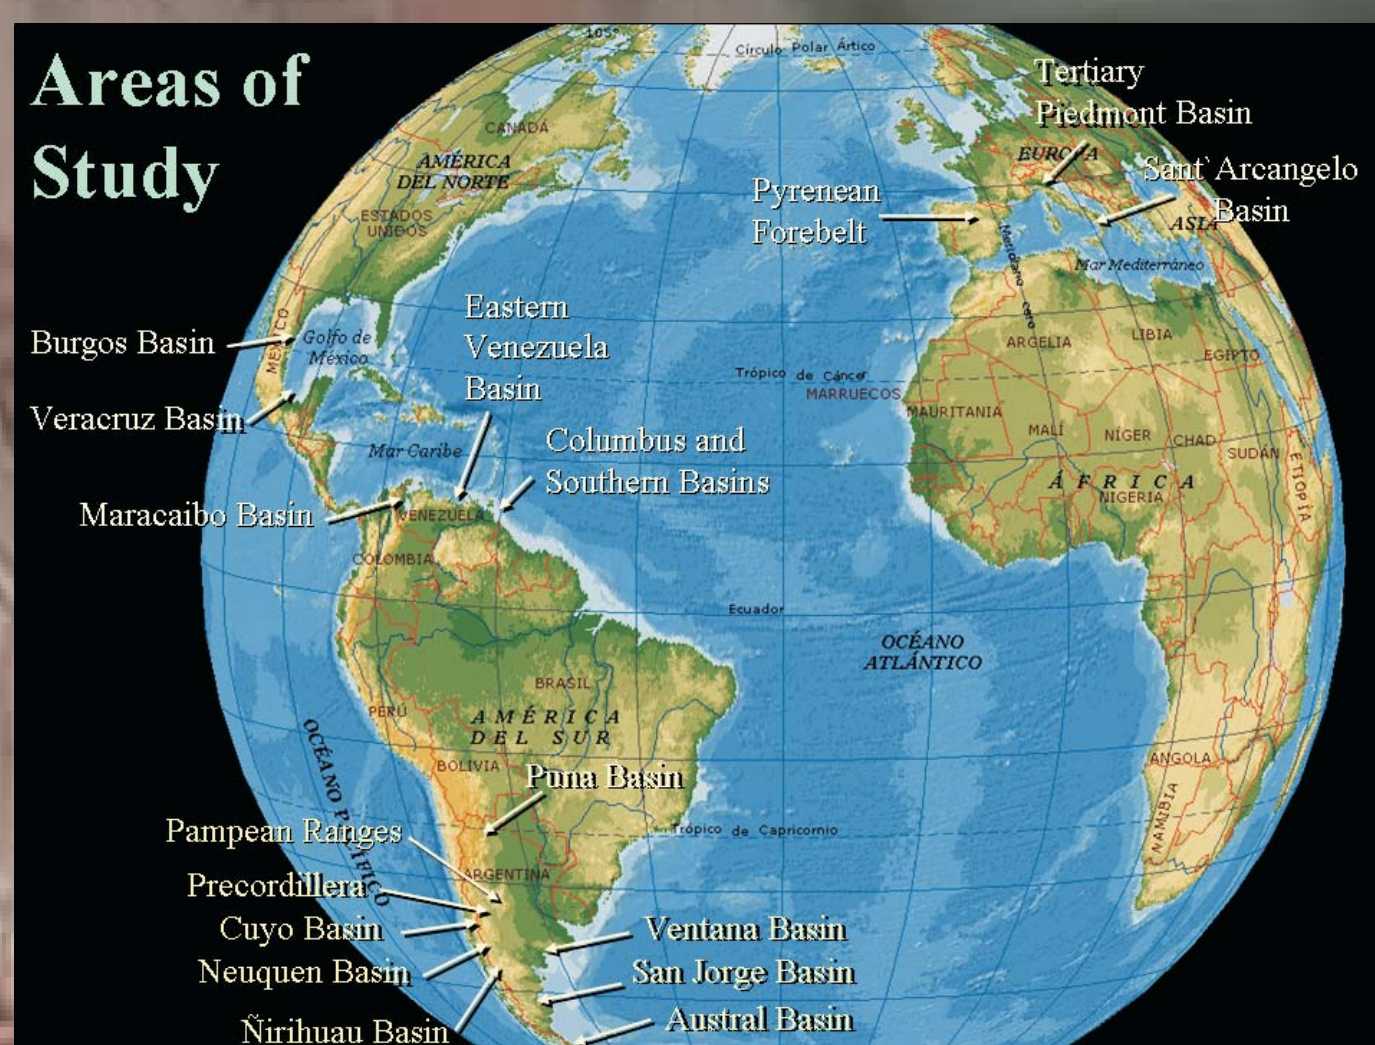 Areas of
Study
105°
Círculo Polar Ártico
Tertiary
Piedmont Basin
CANADÁ
EUROPA
AMÉRICA
DEL NORTE
Sant`Arcangelo
Basin
Pyrenean
Forebelt
ESTADOS
UNIDOS
ASIA
Mar Mediterráneo
Meridiano cero
Eastern
Venezuela
Basin
Burgos Basin
MÉXICO
Golfo de
México
ARGELIA
LIBIA
EGIPTO
Trópico de Cáncer
MARRUECOS
Veracruz Basin
MAURITANIA
MALÍ
NÍGER
CHAD
SUDÁN
ETIOPÍA
Mar Caribe
Columbus and
Southern Basins
ÁFRICA
NIGERIA
Maracaibo Basin
VENEZUELA
COLOMBIA
Ecuador
OCÉANO
ATLÁNTICO
BRASIL
PERÚ
AMÉRICA
DEL SUR
OCÉANO PACÍFICO
BOLIVIA
ANGOLA
Puna Basin
NAMIBIA
Pampean Ranges
Trópico de Capricornio
ARGENTINA
Precordillera
Cuyo Basin
Ventana Basin
Neuquen Basin
San Jorge Basin
Ñirihuau Basin
Austral Basin